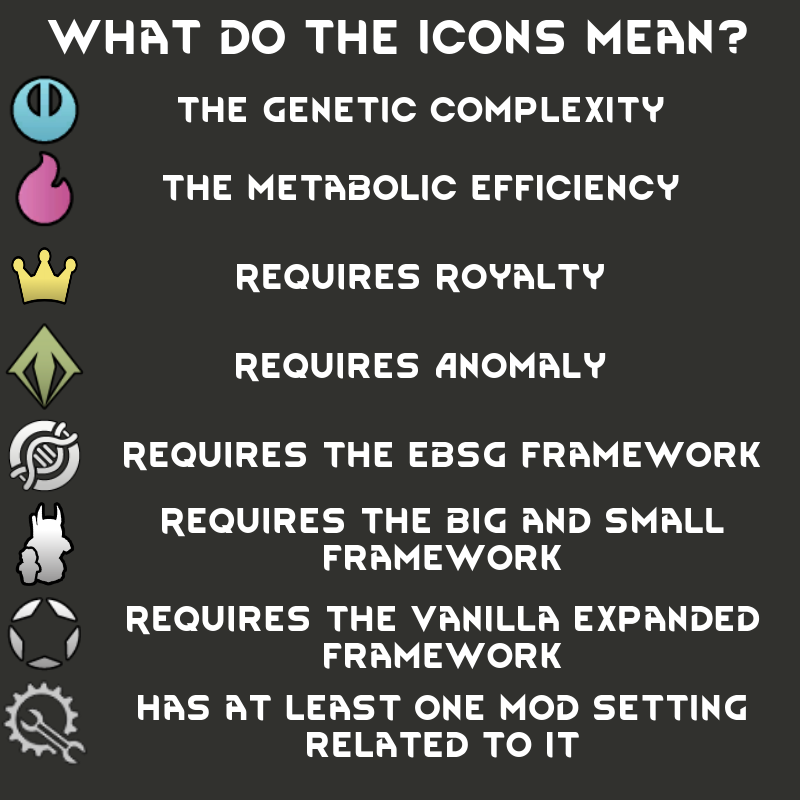 WHAT DO THE ICONS MEAN?
THE GENETIC COMPLEXITY
THE METABOLIC EFFICIENCY
REQUIRES ROYALTY
REQUIRES ANOMALY
REQUIRES THE EBSG FRAMEWORK
REQUIRES THE BIG AND SMALL
FRAMEWORK
REQUIRES THE VANILLA EXPANDED
FRAMEWORK
HAS AT LEAST ONE MOD SETTING
RELATED TO IT